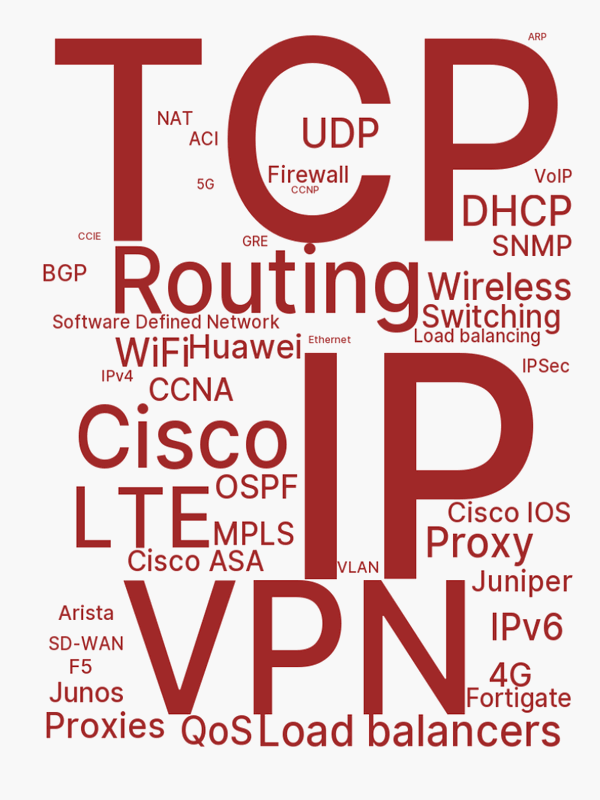 ARP
TCP
NAT
UDP
ACI
Firewall
VoIP
5G
CCNP
DHCP
CCIE
GRE
SNMP
BGP
Routing
Wireless
Software Defined Network
Switching
Load balancing
WiFi
Huawei
Ethernet
IPv4
IPSec
CCNA
IP
Cisco
OSPF
LTE
Cisco IOS
MPLS
Proxy
Cisco ASA
VLAN
Juniper
Arista
VPN
IPv6
SD-WAN
F5
4G
Junos
Fortigate
Proxies
QoS
Load balancers